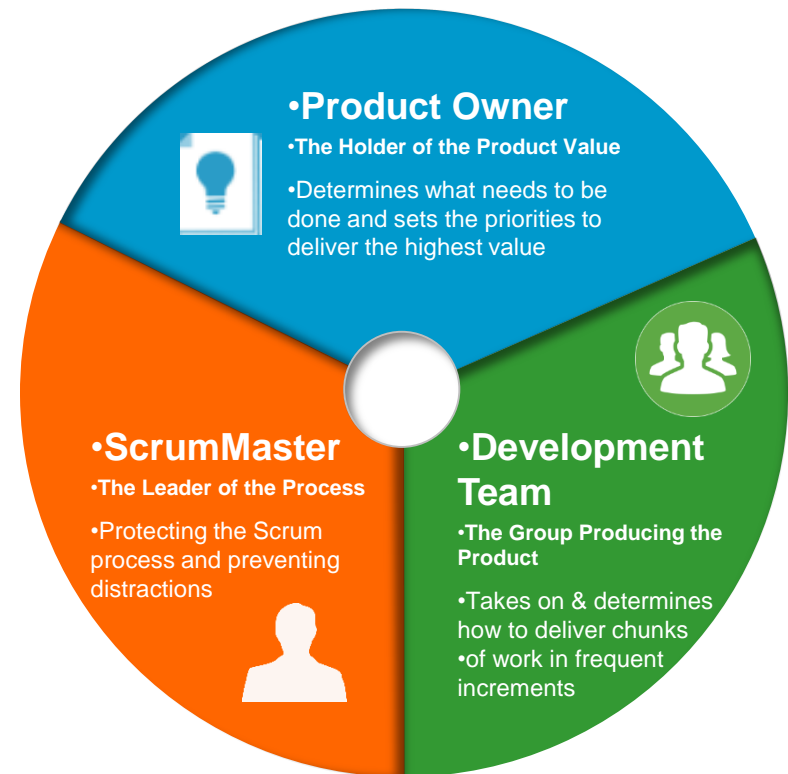 •Product Owner
•The Holder of the Product Value
•Determines what needs to be
done and sets the priorities to
deliver the highest value
•ScrumMaster
•The Leader of the Process
•Protecting the Scrum
process and preventing
distractions
•Development
Team
•The Group Producing the
Product
•Takes on & determines
how to deliver chunks
•of work in frequent
increments